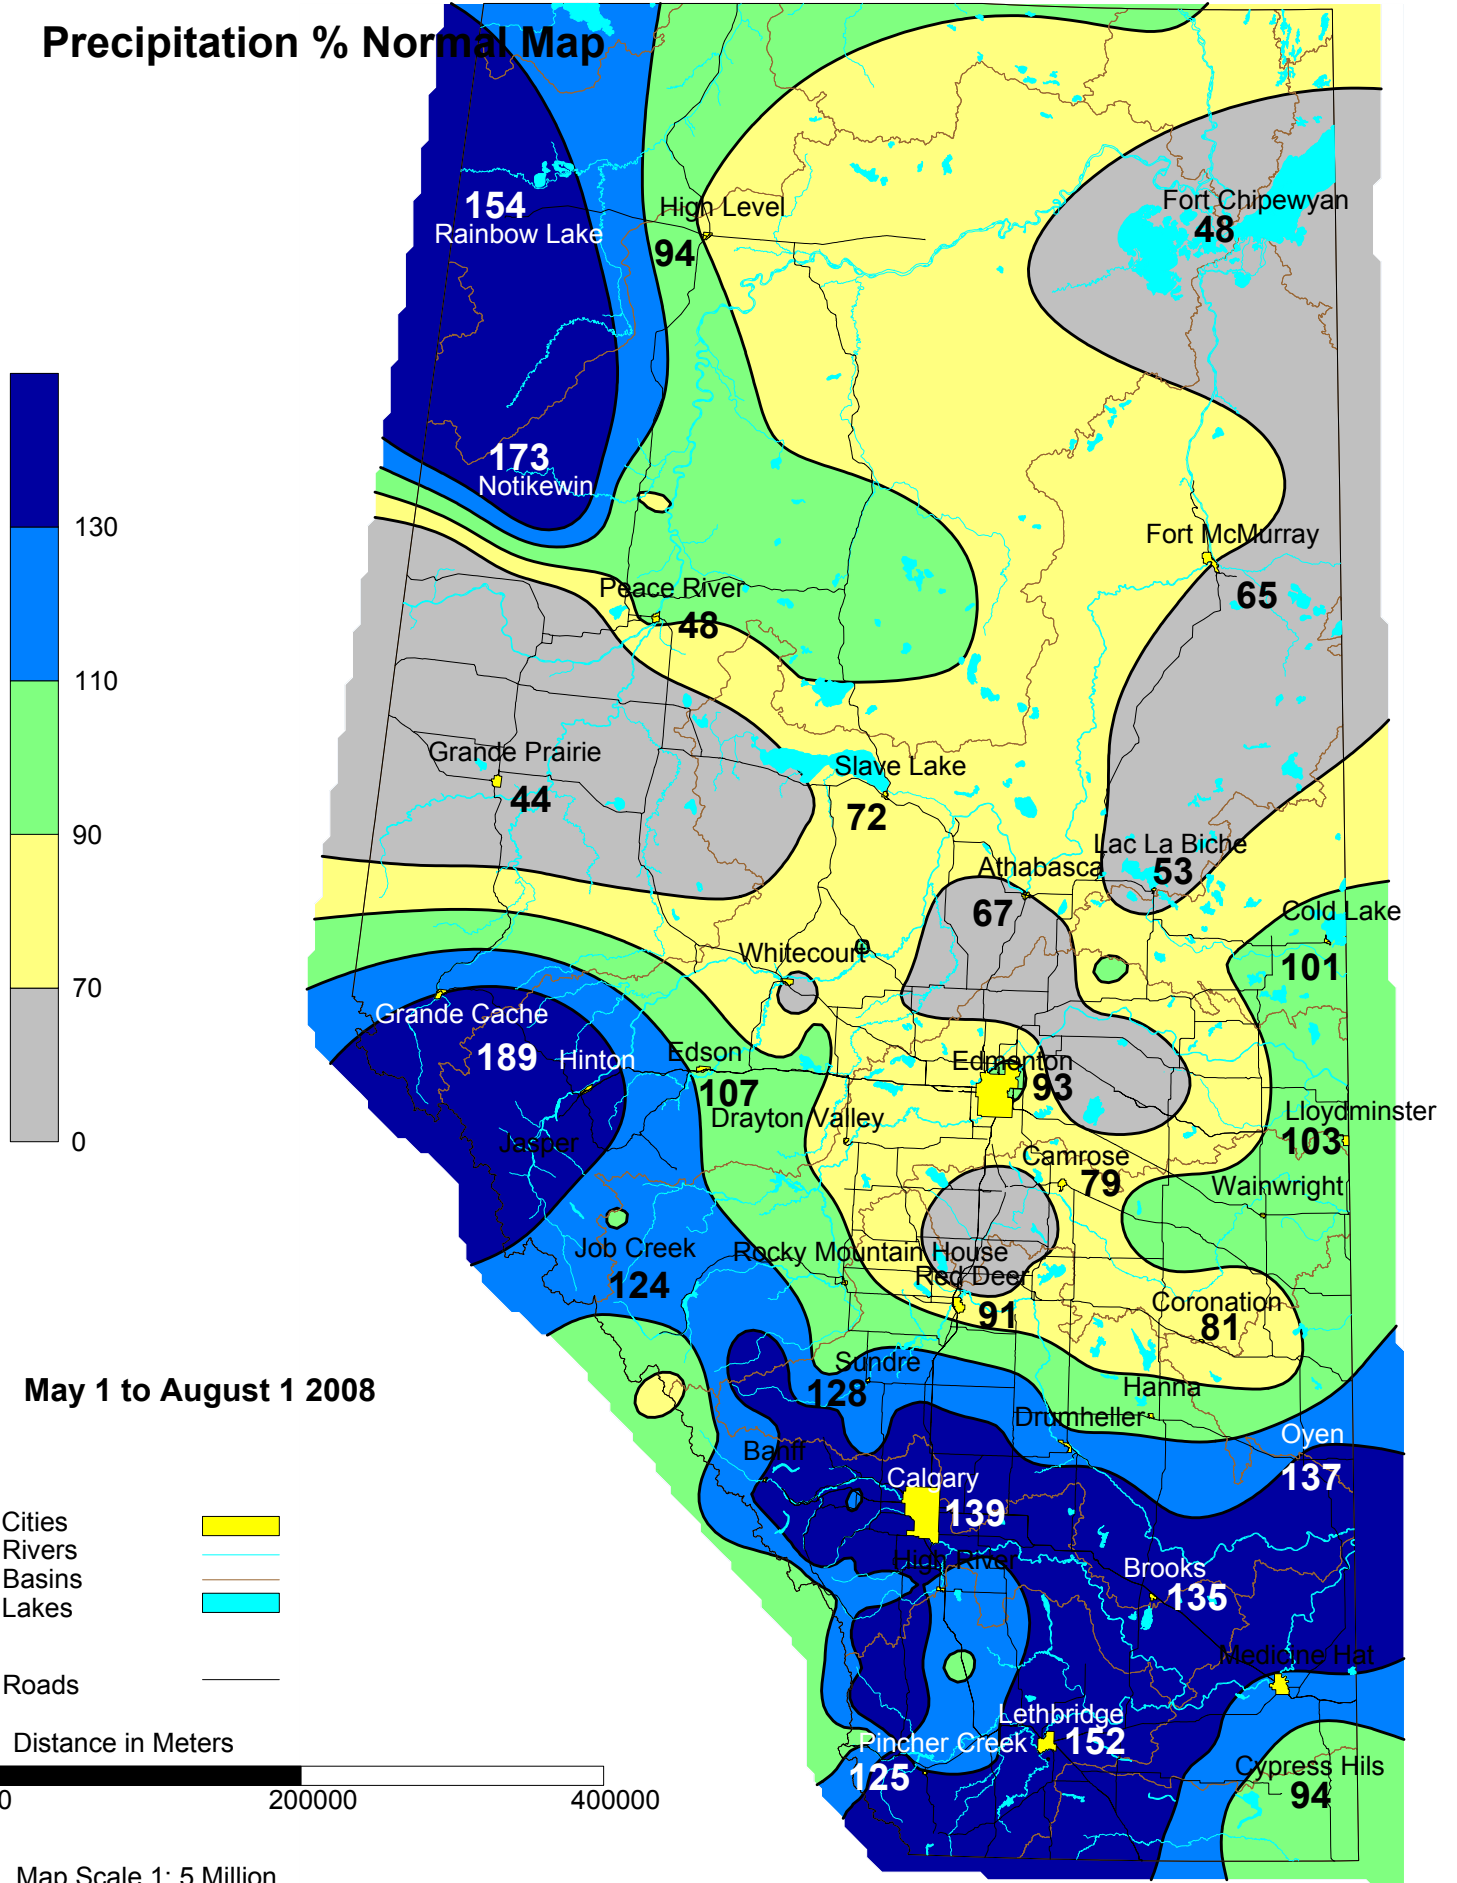 Precipitation % Normal Map
154
Rainbow Lake
High Level
94
Fort Chipewyan
48
173
Notikewin
130
Fort McMurray
65
Peace River
48
110
Grande Prairie
44
Slave Lake
72
90
Lac La Biche
53
Athabasca
67
Cold Lake
101
Whitecourt
70
Grande Cache
189
Hinton
Edson
107
Edmonton
93
Drayton Valley
Lloydminster
103
0
Jasper
Camrose
79
Wainwright
Job Creek
124
Rocky Mountain House
Red Deer
91
Coronation
81
Sundre
128
May 1 to August 1 2008
Hanna
Drumheller
Oyen
137
Banff
Calgary
139
Cities
Rivers
Basins
Lakes
High River
Brooks
135
Roads
Medicine Hat
Lethbridge
152
Pincher Creek
125
Distance in Meters
Cypress Hils
94
0
200000
400000
Map Scale 1: 5 Million